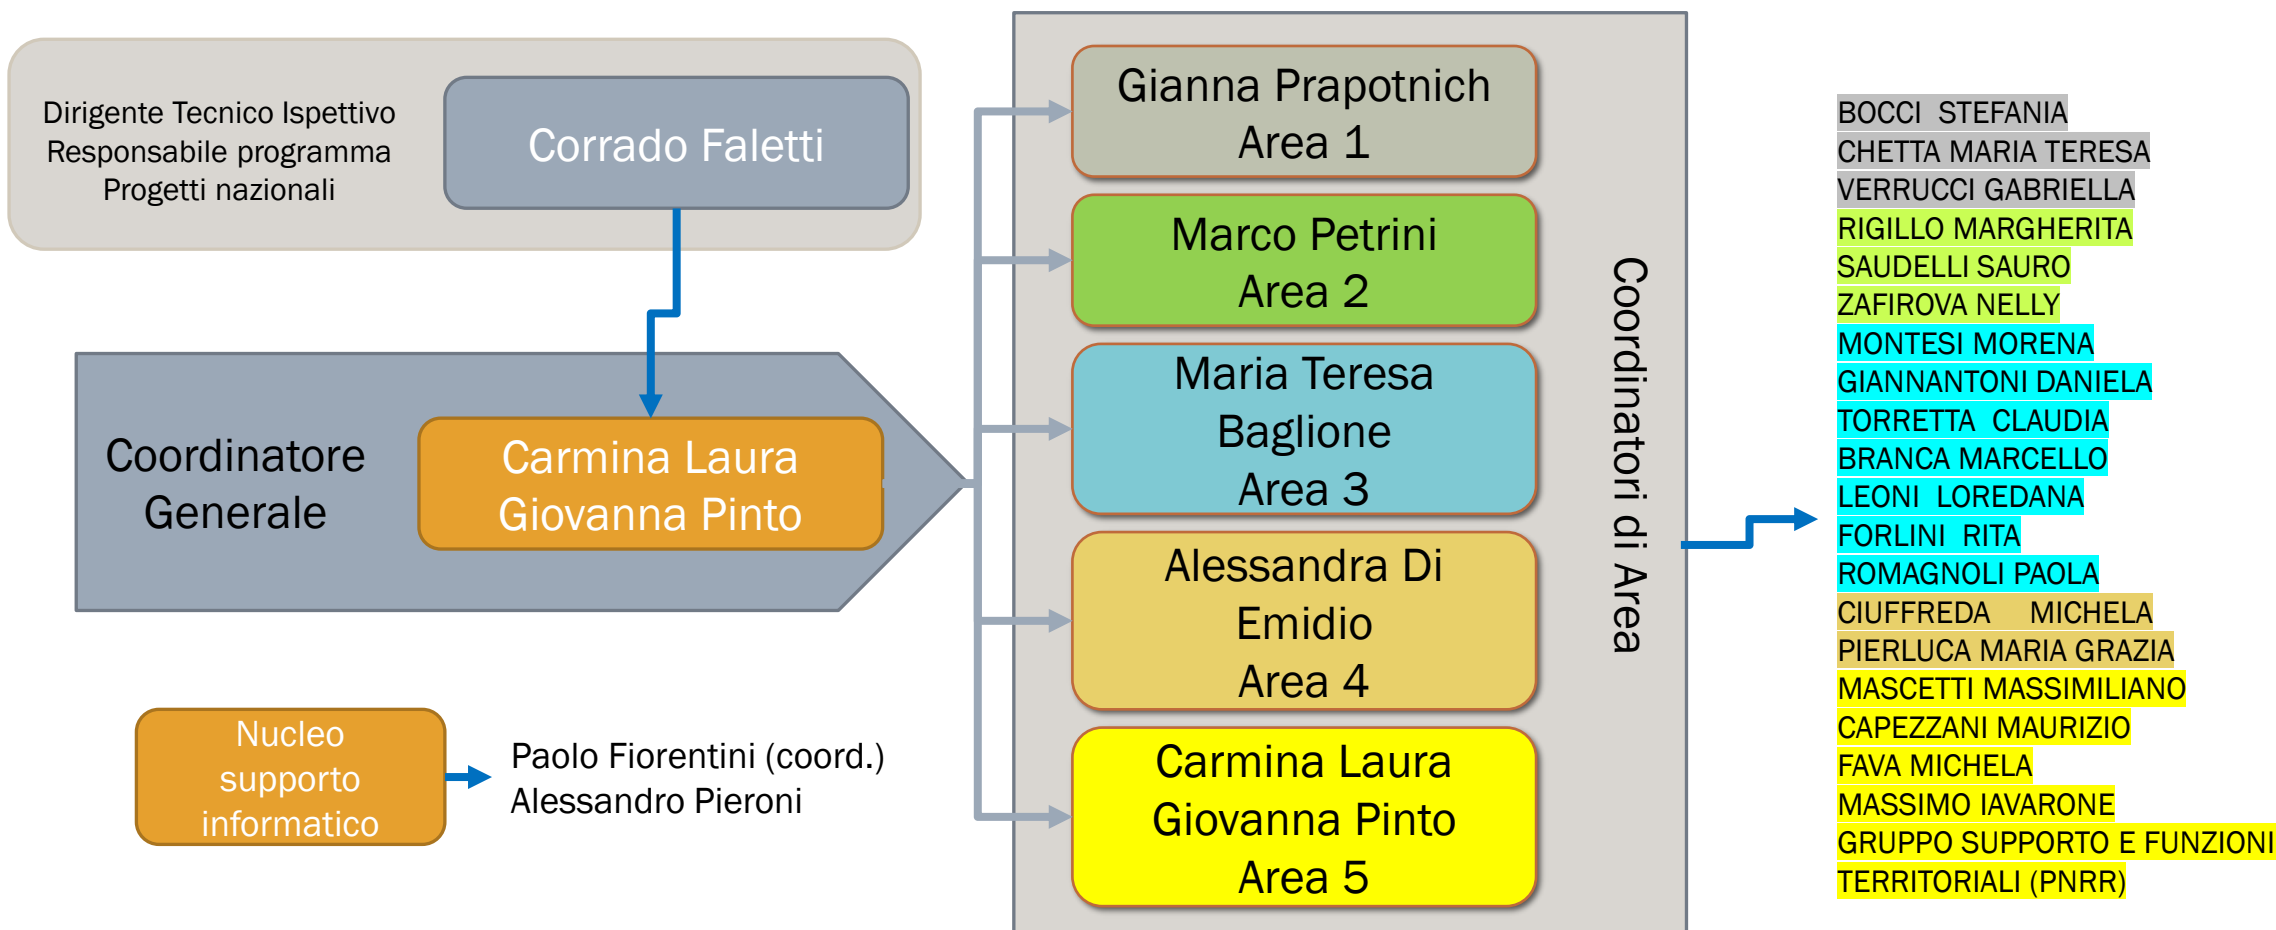 Dirigente Tecnico Ispettivo
Responsabile programma
Progetti nazionali
Corrado Faletti
Coordinatore
Generale
Carmina Laura
Giovanna Pinto
Nucleo
supporto
informatico
Paolo Fiorentini (coord.)
Alessandro Pieroni
Gianna Prapotnich
Area 1
Marco Petrini
Area 2
Maria Teresa
Baglione
Area 3
Alessandra Di
Emidio
Area 4
Carmina Laura
Giovanna Pinto
Area 5
Coordinatori di Area
BOCCI STEFANIA
CHETTA MARIA TERESA
VERRUCCI GABRIELLA
RIGILLO MARGHERITA
SAUDELLI SAURO
ZAFIROVA NELLY
MONTESI MORENA
GIANNANTONI DANIELA
TORRETTA CLAUDIA
BRANCA MARCELLO
LEONI LOREDANA
FORLINI RITA
ROMAGNOLI PAOLA
CIUFFREDA MICHELA
PIERLUCA MARIA GRAZIA
MASCETTI MASSIMILIANO
CAPEZZANI MAURIZIO
FAVA MICHELA
MASSIMO IAVARONE
GRUPPO SUPPORTO E FUNZIONI
TERRITORIALI (PNRR)